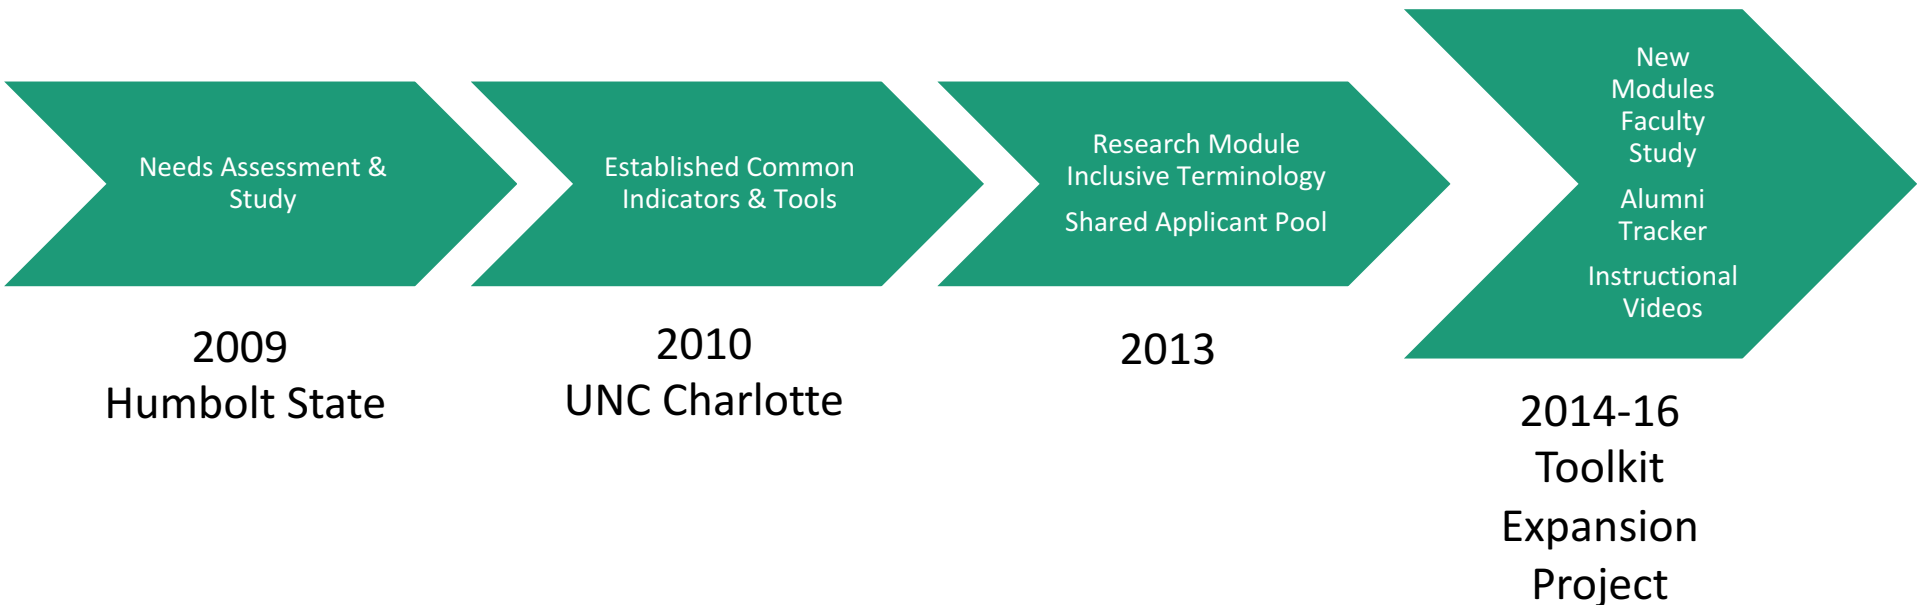 Needs Assessment &
Study
Established Common
Indicators & Tools
Research Module
Inclusive Terminology
Shared Applicant Pool
New
Modules
Faculty
Study
Alumni
Tracker
Instructional
Videos
2009
Humbolt State
2010
UNC Charlotte
2013
2014-16
Toolkit
Expansion
Project